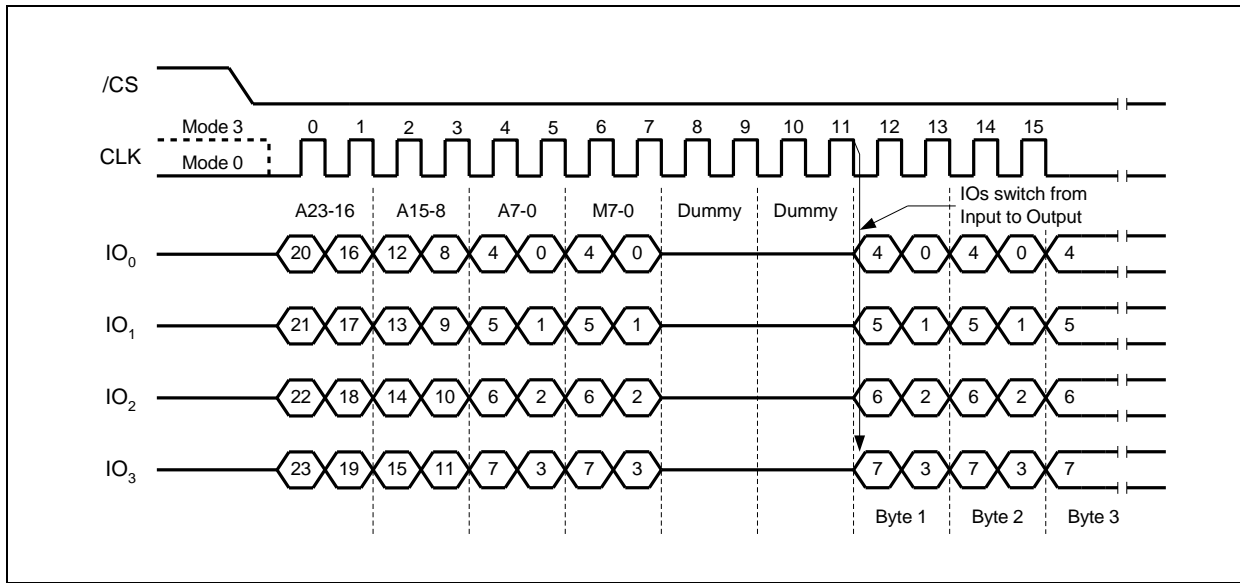 /CS
Mode 3
0 1 2 3 4 5 6 7 8 9 10 11 12 13 14 15
CLK
Mode 0
IOs switch from
Input to Output
A23-16 A15-8 A7-0 M7-0 Dummy Dummy
IO0 20 16 12 8 4 0 4 0 4 0 4 0 4
IO1 21 17 13 9 5 1 5 1 5 1 5 1 5
IO2 22 18 14 10 6 2 6 2 6 2 6 2 6
IO3 23 19 15 11 7 3 7 3 7 3 7 3 7
Byte 1 Byte 2 Byte 3